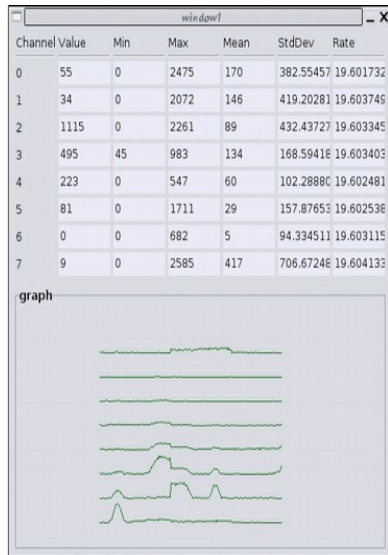 window1
Channel Value Min Max Mean StdDev Rate
0 55 0 2475 170 382.55457 19.601732
1 34 0 2072 146 419.20281 19.603749
2 1115 0 2261 89 432.43727 19.603345
3 495 45 983 134 168.59418 19.603403
4 223 0 547 60 102.28880 19.602481
5 81 0 1711 29 157.87653 19.602538
6 0 0 682 5 94.334511 19.603115
7 9 0 2585 417 706.67248 19.604133
graph